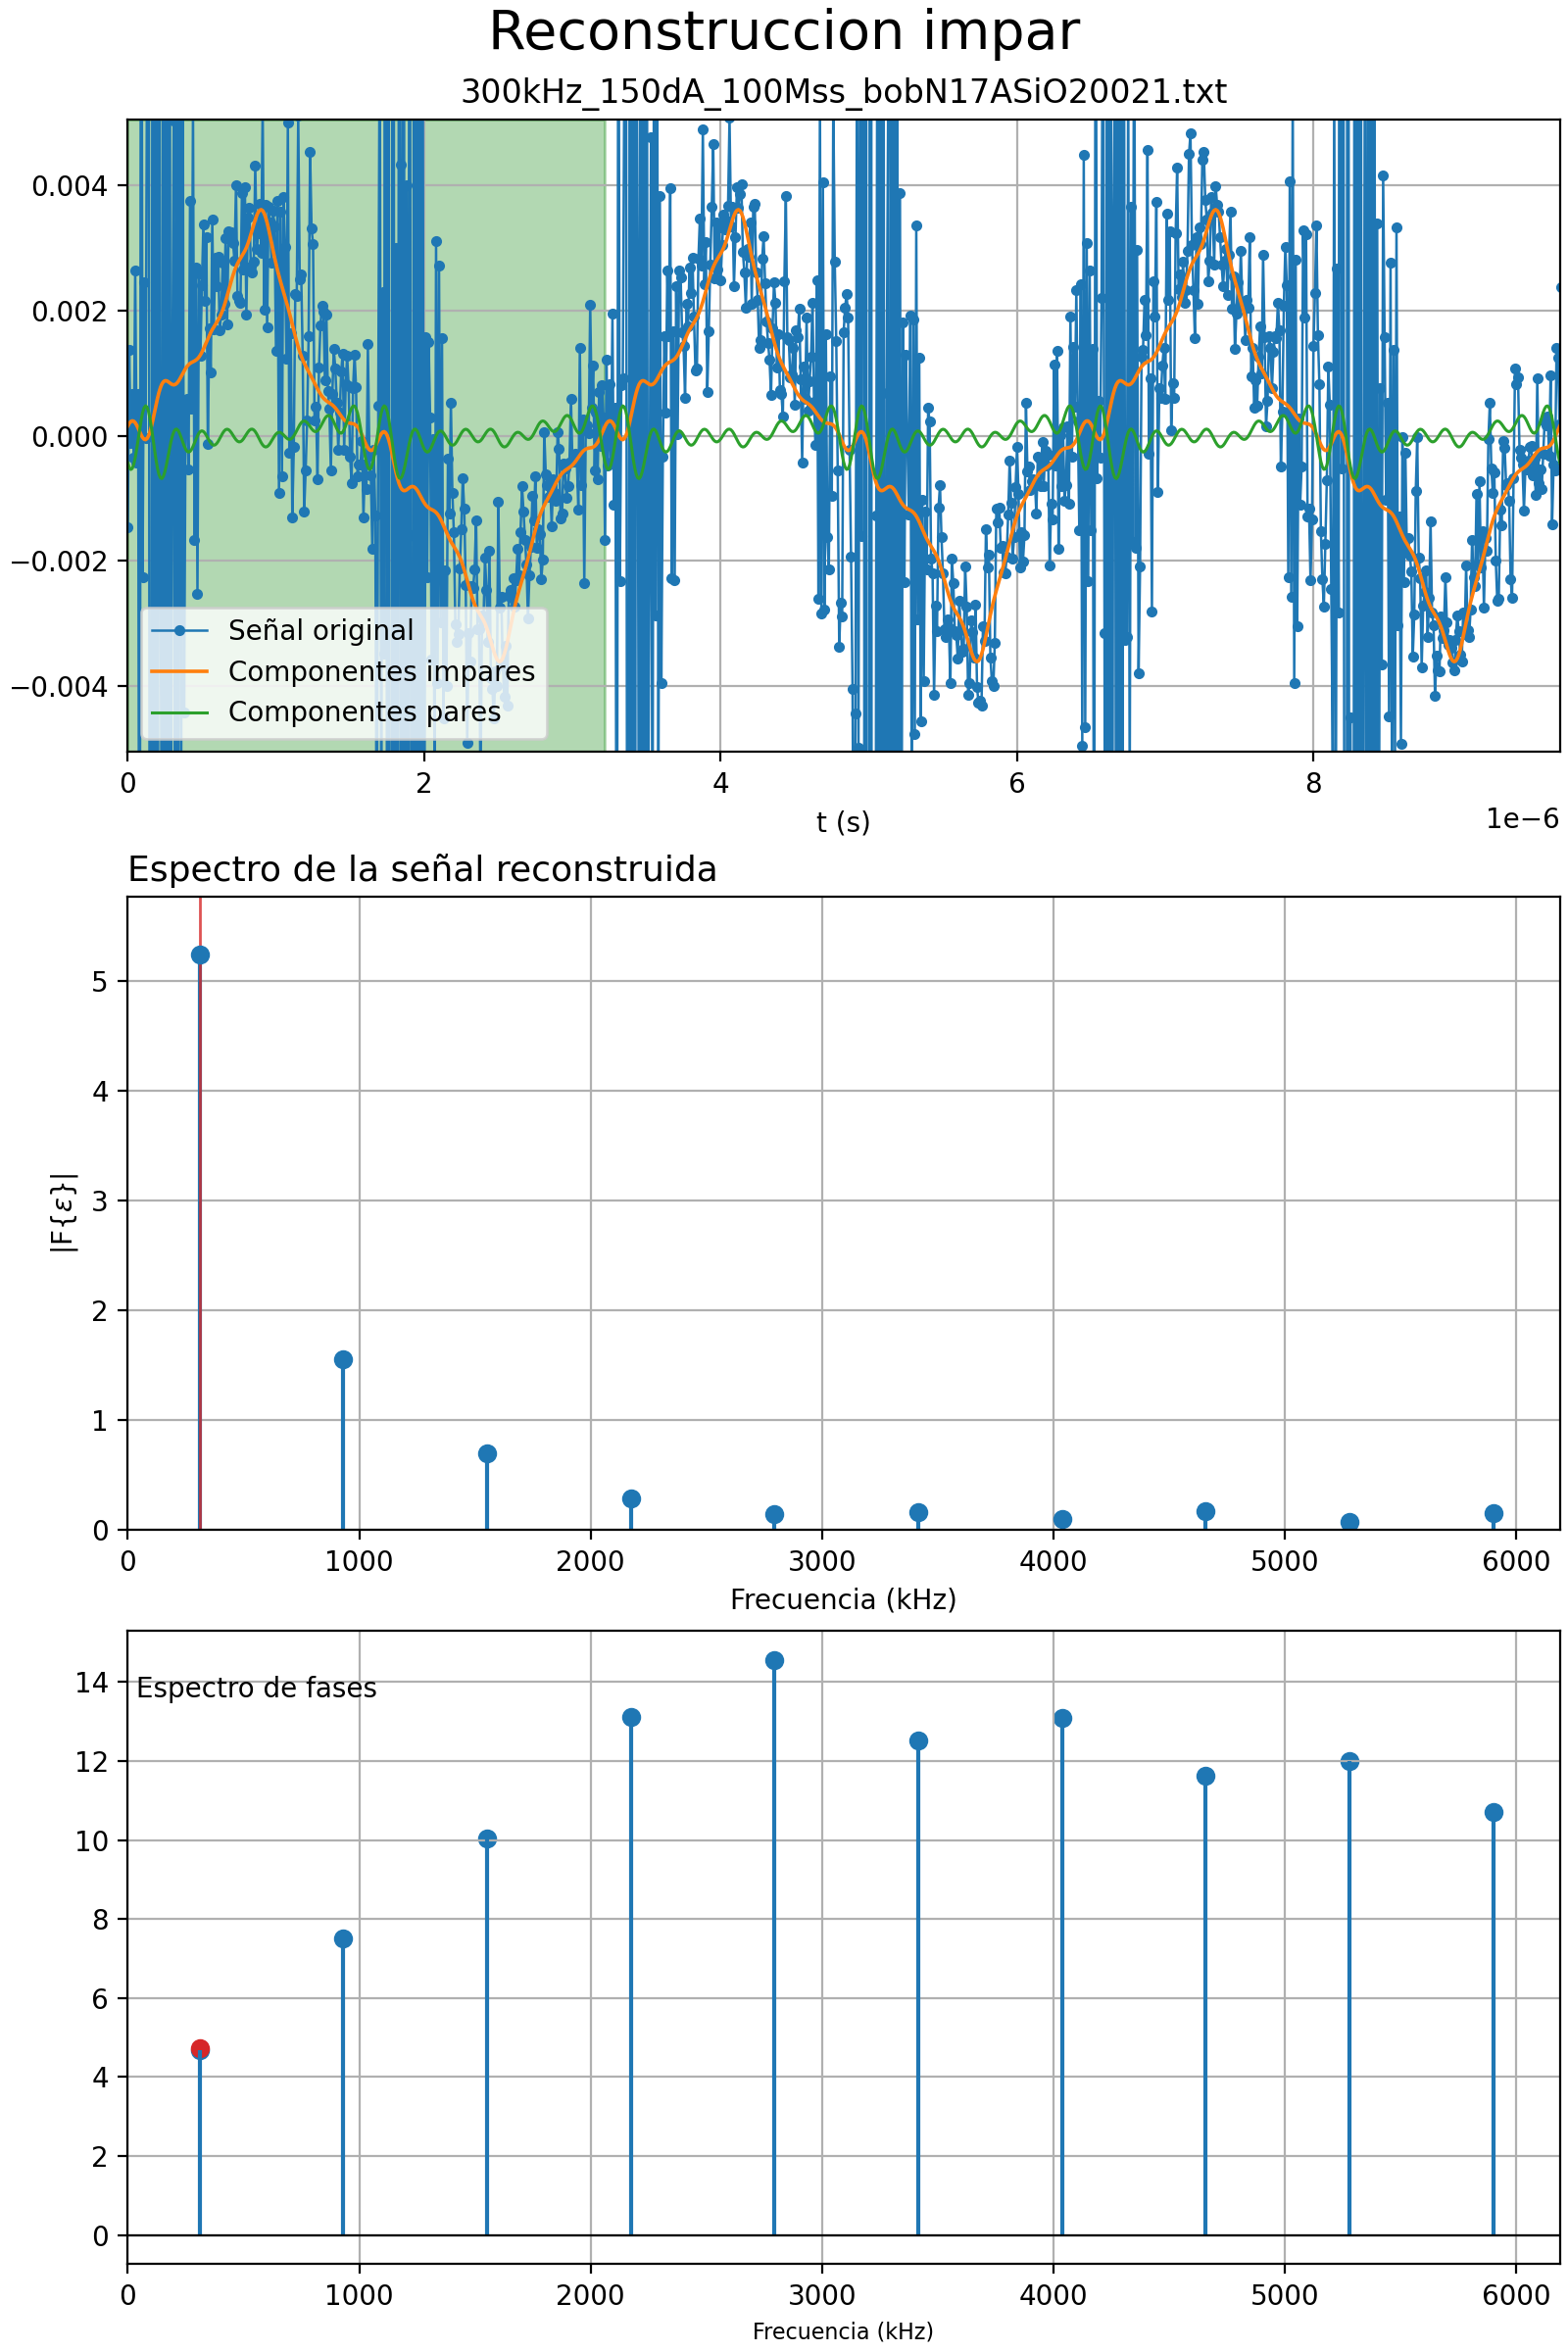 Reconstruccion impar
300kHz_150dA_100Mss_bobN17ASiO20021.txt
0.004
0.002
0.000
−0.002
−0.004
Señal original
Componentes impares
Componentes pares
0 2 4 6 8
1e−6
t (s)
Espectro de la señal reconstruida
|F{ε}|
5
4
3
2
1
0
0 1000 2000 3000 4000 5000 6000
Frecuencia (kHz)
Espectro de fases
14
12
10
8
6
4
2
0
0 1000 2000 3000 4000 5000 6000
Frecuencia (kHz)